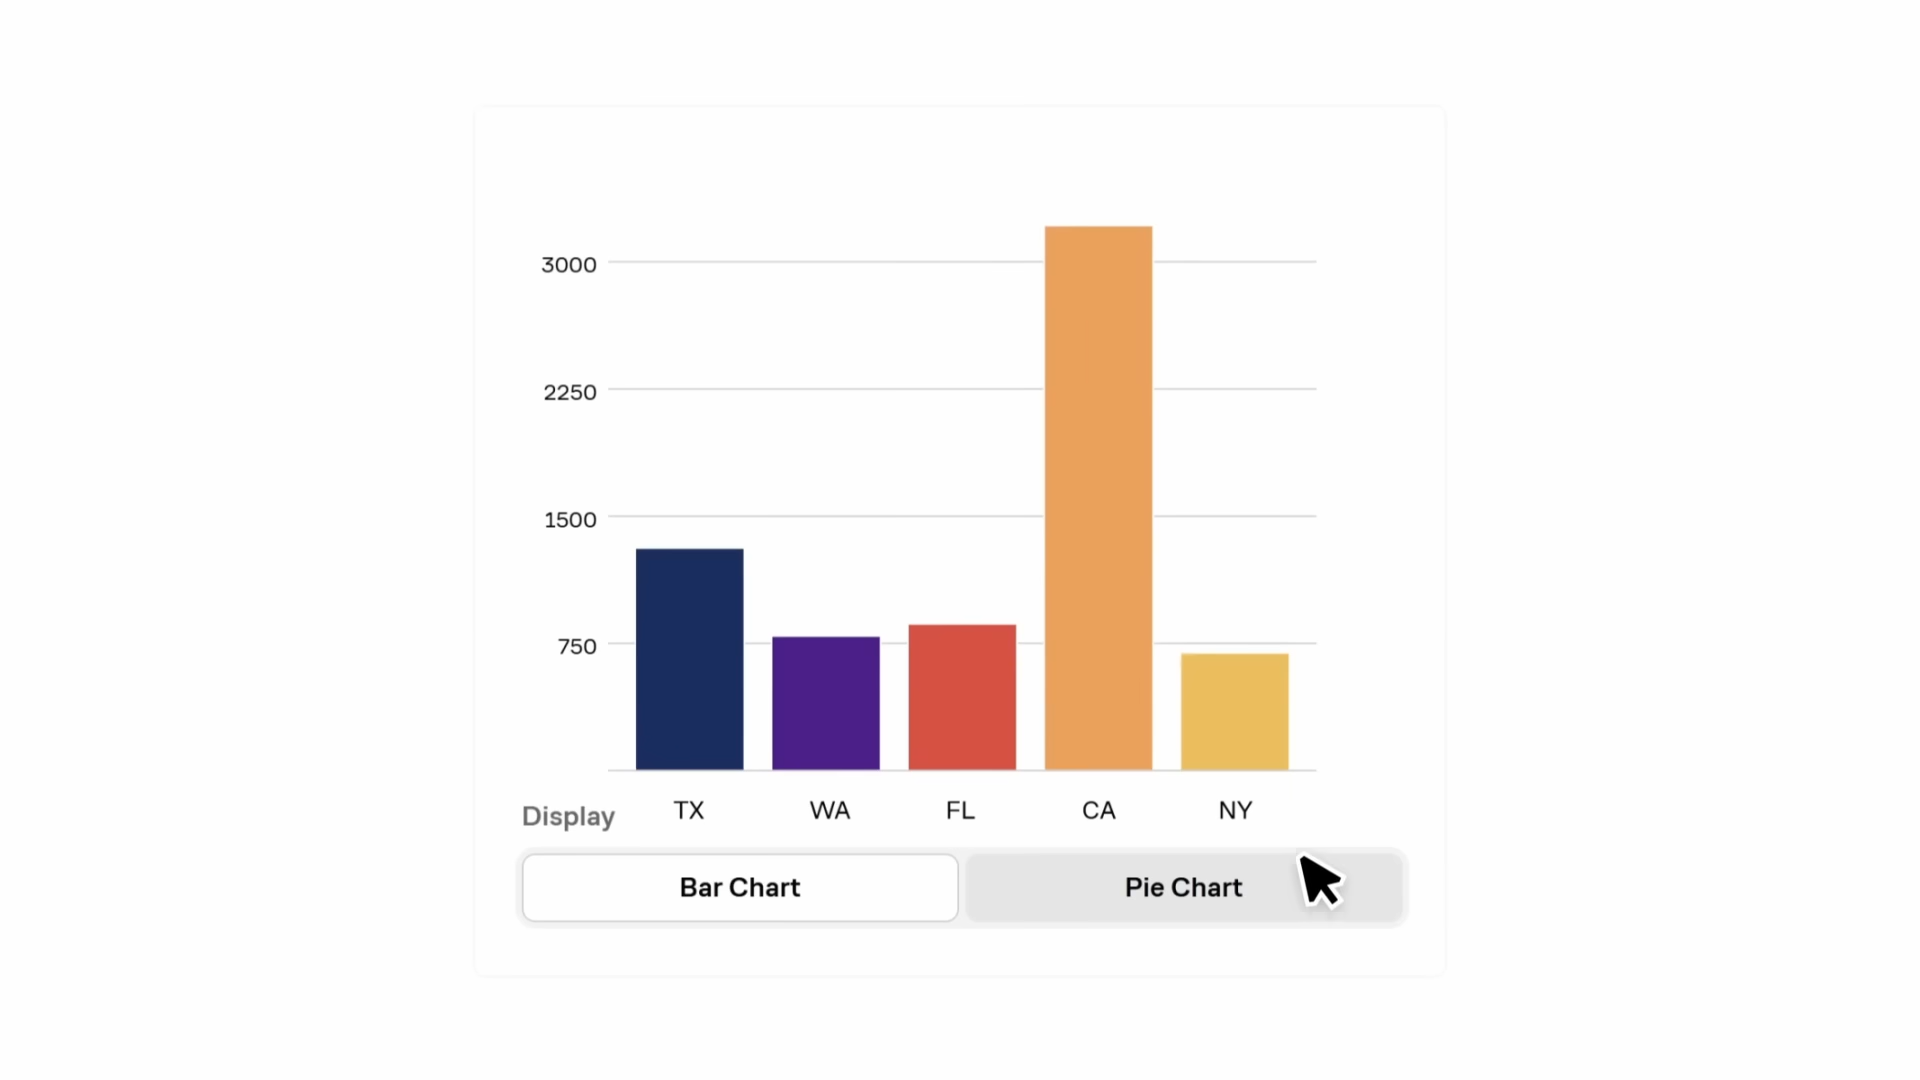 3000
2250
1500
750
TX WA FL CA NY
Display
Bar Chart Pie Chart